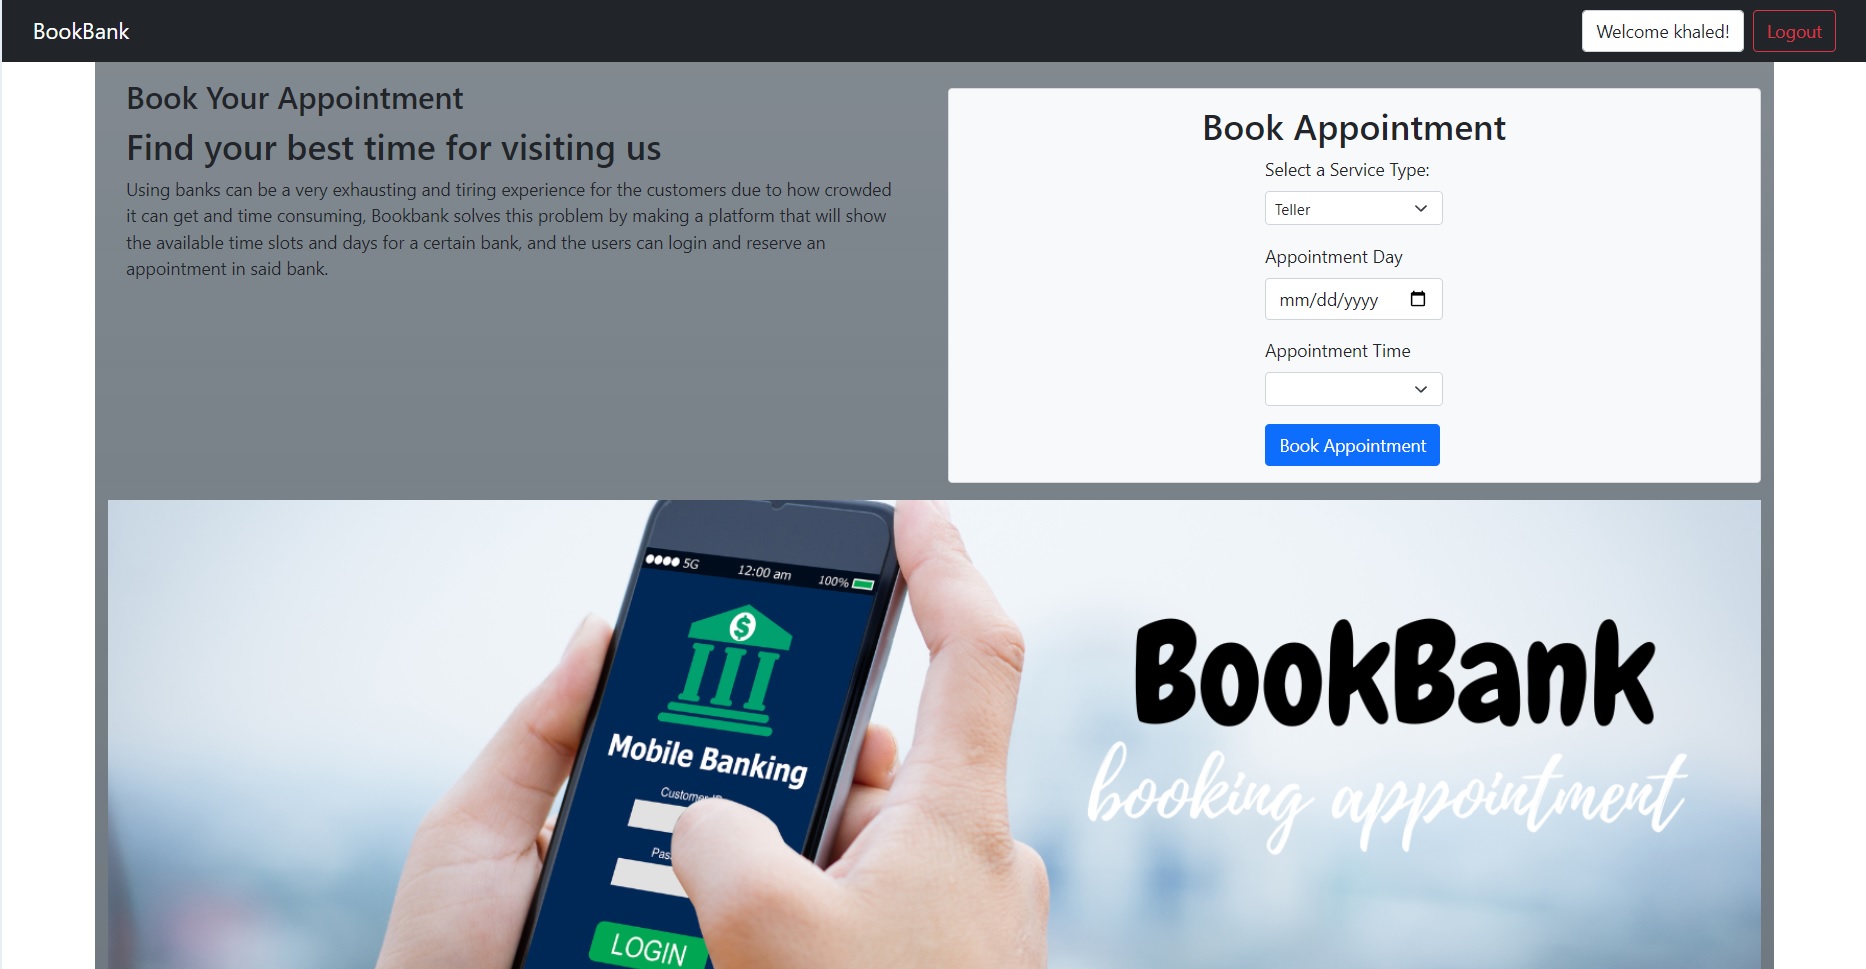 BookBank
Welcome khaled!
Logout
Book Your Appointment
Find your best time for visiting us
Using banks can be a very exhausting and tiring experience for the customers due to how crowded
it can get and time consuming, Bookbank solves this problem by making a platform that will show
the available time slots and days for a certain bank, and the users can login and reserve an
appointment in said bank.
Book Appointment
Select a Service Type:
Teller
Appointment Day
mm/dd/yyyy
Appointment Time
Book Appointment
5G 12:00 am 100%
$
Mobile Banking
LOGIN
BookBank
booking appointment